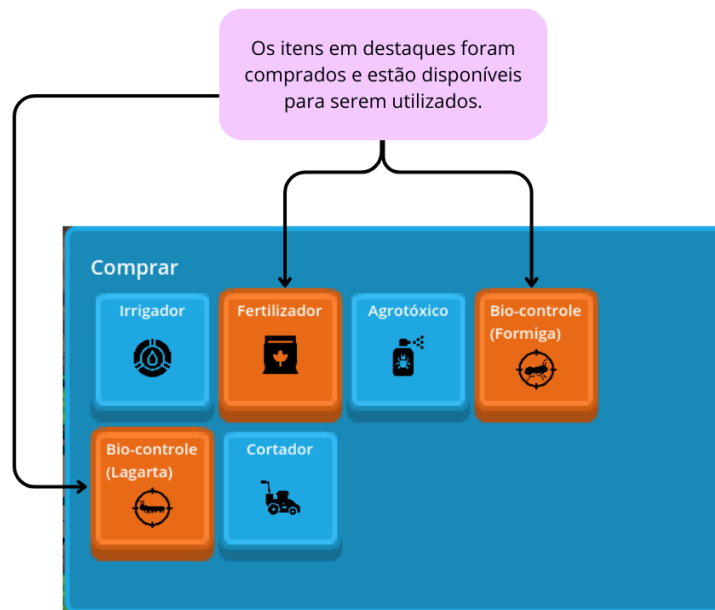 Os itens em destaques foram
comprados e estão disponíveis
para serem utilizados.
Comprar
Irrigador
Fertilizador
Agrotóxico
Bio-controle
(Formiga)
Bio-controle
(Lagarta)
Cortador